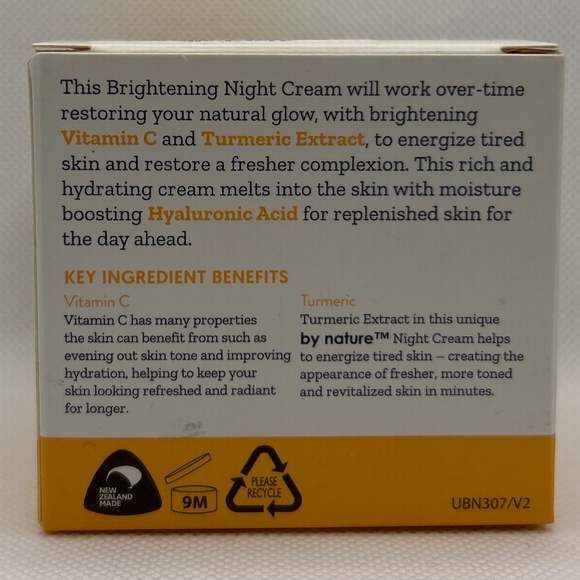 This Brightening Night Cream will work over-time
restoring your natural glow, with brightening
Vitamin C and Turmeric Extract, to energize tired
skin and restore a fresher complexion. This rich and
hydrating cream melts into the skin with moisture
boosting Hyaluronic Acid for replenished skin for
the day ahead.
KEY INGREDIENT BENEFITS
Vitamin C
Vitamin C has many properties
the skin can benefit from such as
evening out skin tone and improving
hydration, helping to keep your
skin looking refreshed and radiant
for longer.
Turmeric
Turmeric Extract in this unique
by nature™ Night Cream helps
to energize tired skin – creating the
appearance of fresher, more toned
and revitalized skin in minutes.
NEW
ZEALAND
MADE
9M
PLEASE
RECYCLE
UBN307/V2